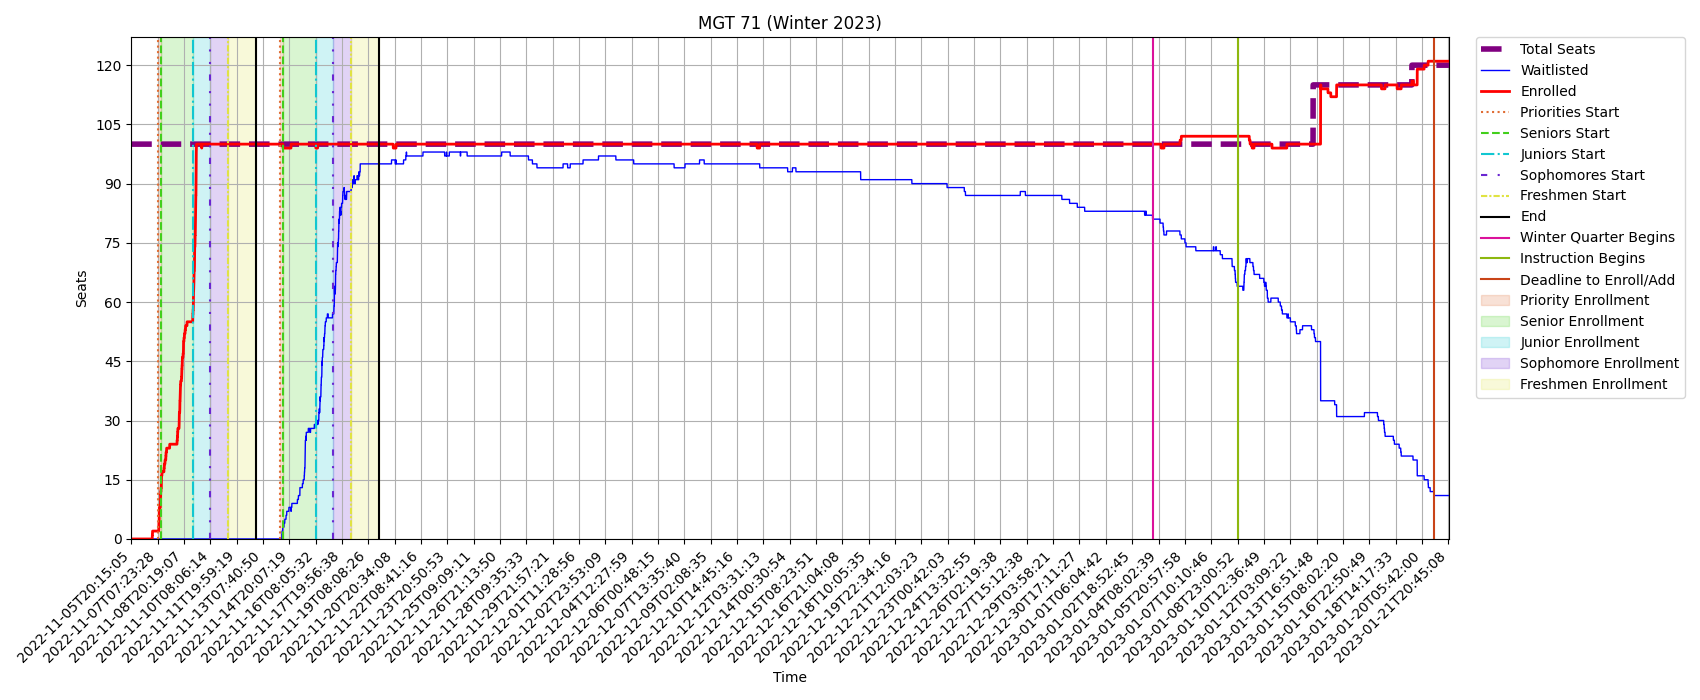 MGT 71 (Winter 2023)
Seats
120
105
90
75
60
45
30
15
0
2022-11-05T20:15:05
2022-11-07T07:23:28
2022-11-08T20:19:07
2022-11-10T08:06:14
2022-11-11T19:59:19
2022-11-13T07:40:50
2022-11-14T20:07:19
2022-11-16T08:05:32
2022-11-17T19:56:38
2022-11-19T08:08:26
2022-11-20T20:34:08
2022-11-22T08:41:16
2022-11-23T20:50:53
2022-11-25T09:09:11
2022-11-26T21:13:50
2022-11-28T09:35:33
2022-11-29T21:57:21
2022-12-01T11:28:56
2022-12-02T23:53:09
2022-12-04T12:27:59
2022-12-06T00:48:15
2022-12-07T13:35:40
2022-12-09T02:08:35
2022-12-10T14:45:16
2022-12-12T03:31:13
2022-12-14T00:30:54
2022-12-15T08:23:51
2022-12-16T21:04:08
2022-12-18T10:05:35
2022-12-19T22:34:16
2022-12-21T12:03:23
2022-12-23T00:42:03
2022-12-24T13:32:55
2022-12-26T02:19:38
2022-12-27T15:12:38
2022-12-29T03:58:21
2022-12-30T17:11:27
2023-01-01T06:04:42
2023-01-02T18:52:45
2023-01-04T08:02:39
2023-01-05T20:57:58
2023-01-07T10:10:46
2023-01-08T23:00:52
2023-01-10T12:36:49
2023-01-12T03:09:22
2023-01-13T16:51:48
2023-01-15T08:02:20
2023-01-16T22:50:49
2023-01-18T14:17:33
2023-01-20T05:42:00
2023-01-21T20:45:08
Time
Total Seats
Waitlisted
Enrolled
Priorities Start
Seniors Start
Juniors Start
Sophomores Start
Freshmen Start
End
Winter Quarter Begins
Instruction Begins
Deadline to Enroll/Add
Priority Enrollment
Senior Enrollment
Junior Enrollment
Sophomore Enrollment
Freshmen Enrollment